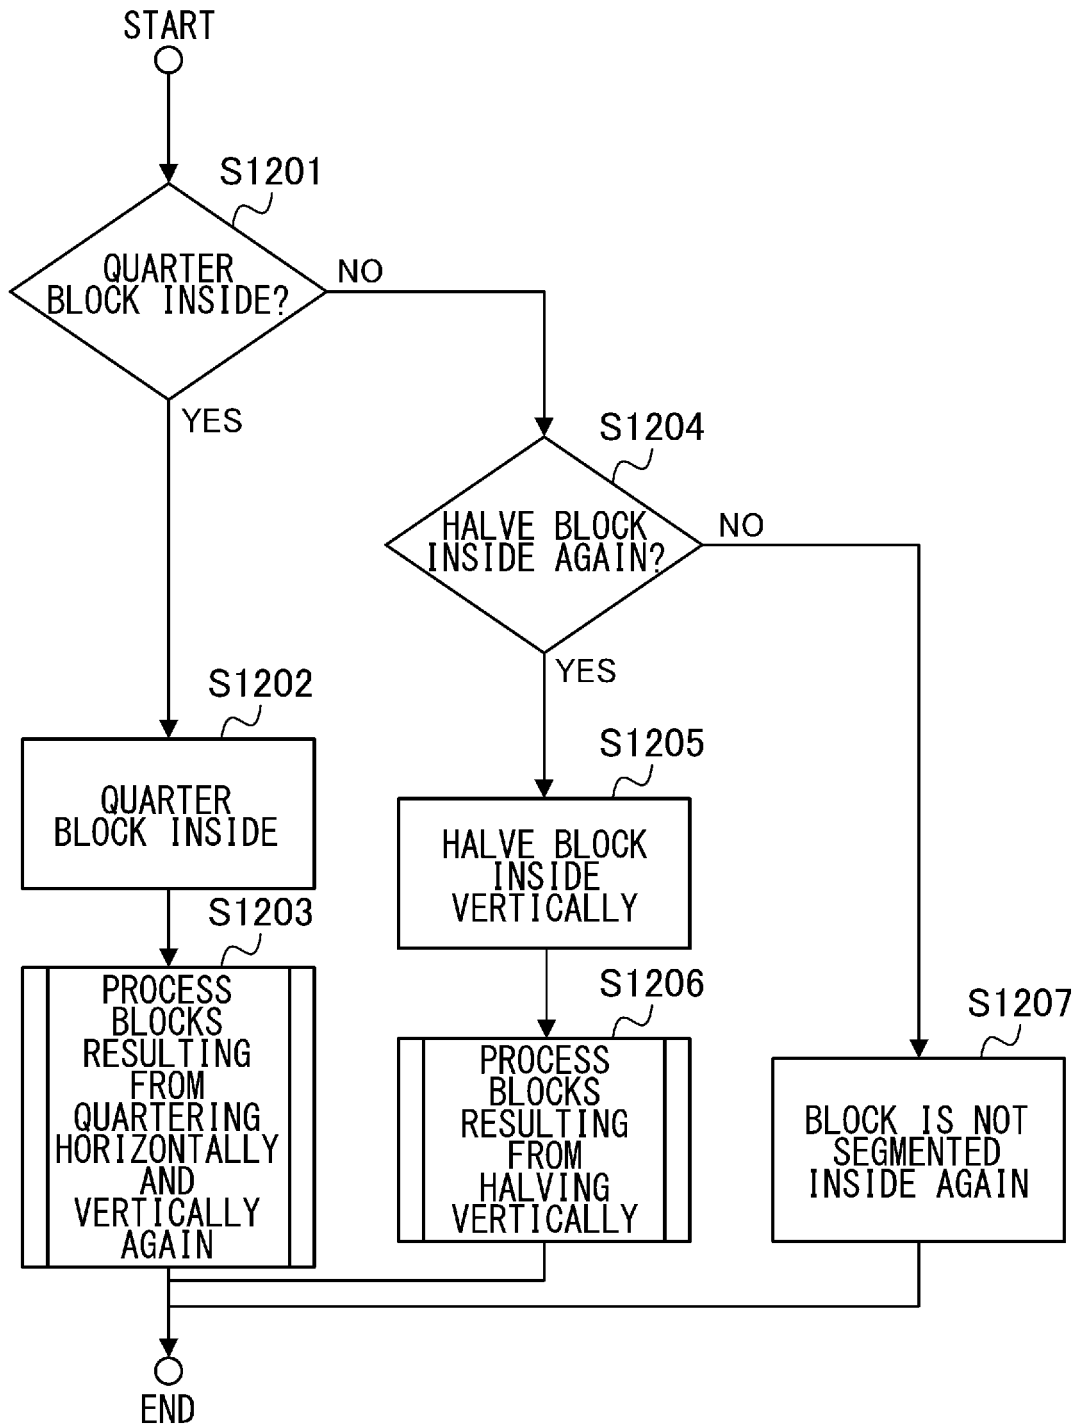 START
S1201
QUARTER
BLOCK INSIDE?
NO
YES
S1204
HALVE BLOCK
INSIDE AGAIN?
NO
YES
S1202
QUARTER
BLOCK INSIDE
S1205
HALVE BLOCK
INSIDE
VERTICALLY
S1203
PROCESS
BLOCKS
RESULTING
FROM
QUARTERING
HORIZONTALLY
AND
VERTICALLY
AGAIN
S1206
PROCESS
BLOCKS
RESULTING
FROM
HALVING
VERTICALLY
S1207
BLOCK IS NOT
SEGMENTED
INSIDE AGAIN
END